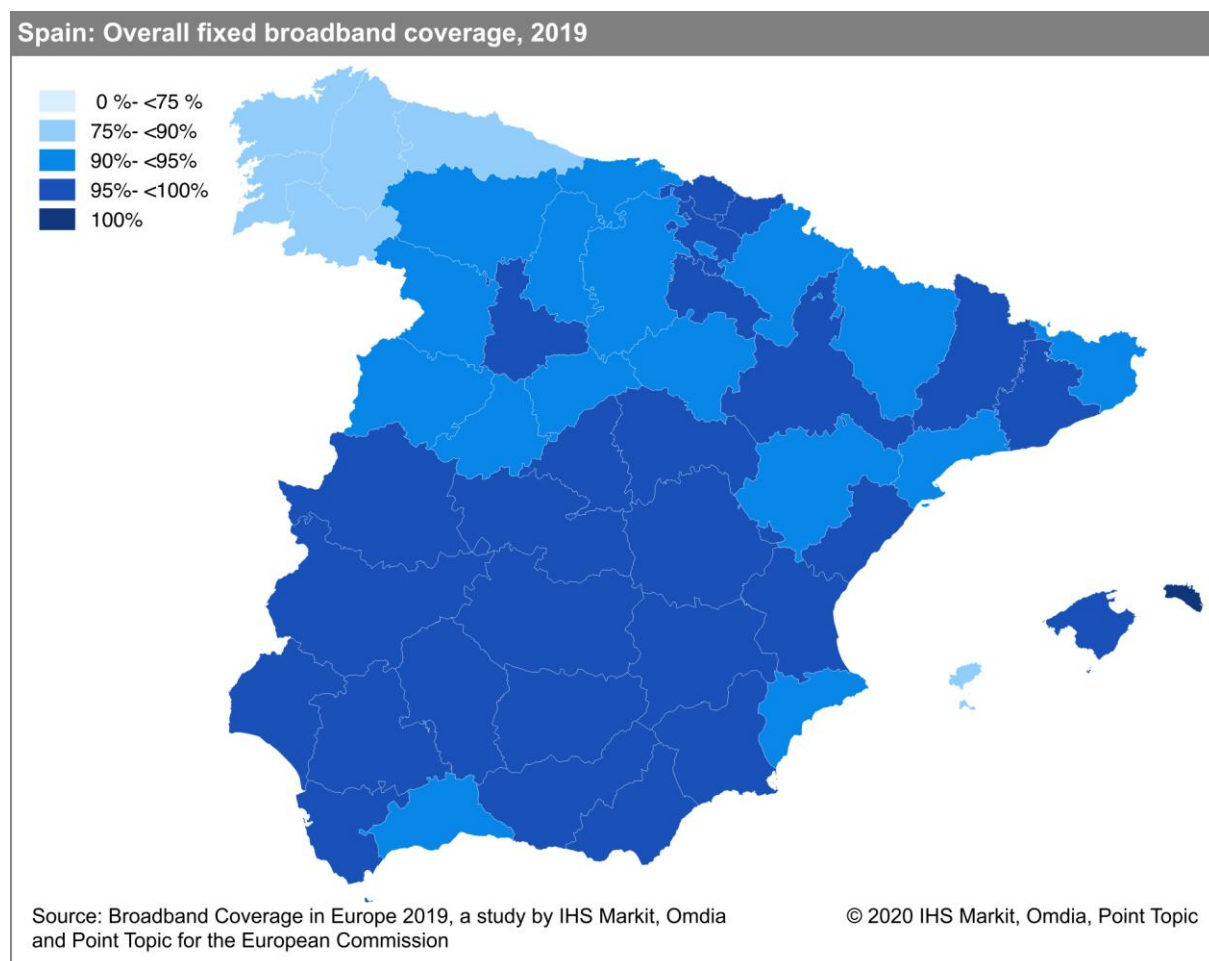 Spain: Overall fixed broadband coverage, 2019
0 %- <75 %
75%- <90%
90%- <95%
95%- <100%
100%
Source: Broadband Coverage in Europe 2019, a study by IHS Markit, Omdia
and Point Topic for the European Commission
© 2020 IHS Markit, Omdia, Point Topic